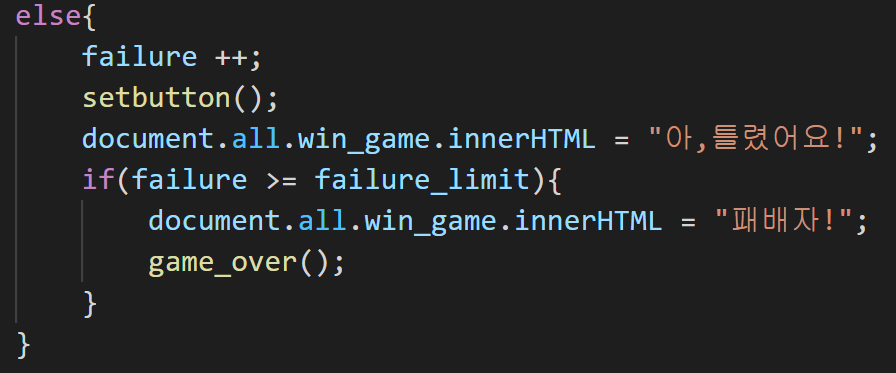 else{
failure ++;
setbutton();
document.all.win_game.innerHTML = "아,틀렸어요!";
if(failure >= failure_limit){
document.all.win_game.innerHTML = "패배자!";
game_over();
}
}